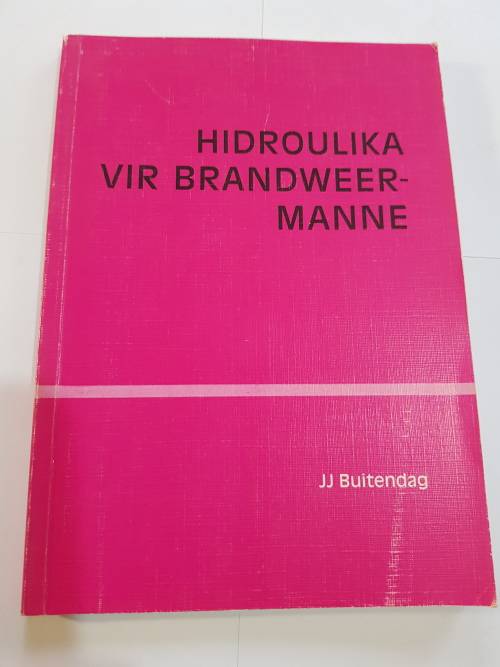 HIDROULIKA
VIR BRANDWEER-
MANNE
JJ Buitendag